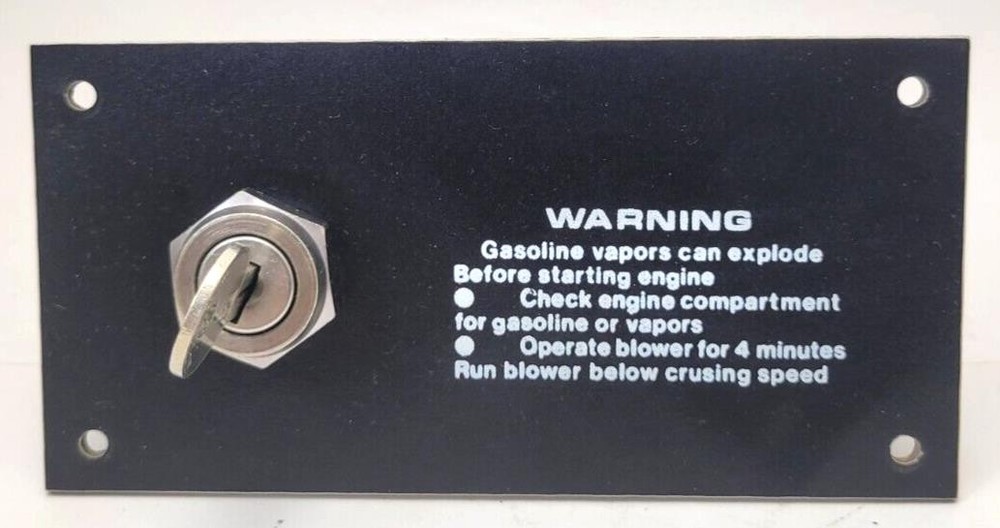 WARNING
Gasoline vapors can explode
Before starting engine
● Check engine compartment
for gasoline or vapors
● Operate blower for 4 minutes
Run blower below crusing speed